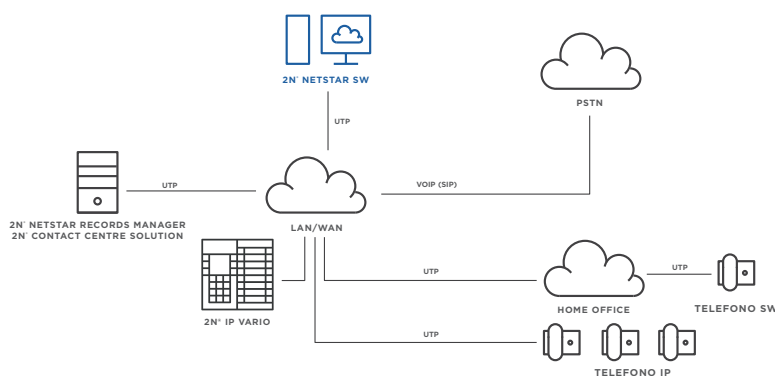 2N® NETSTAR SW
PSTN
UTP
UTP
VOIP (SIP)
2N® NETSTAR RECORDS MANAGER
2N® CONTACT CENTRE SOLUTION
LAN/WAN
UTP
UTP
HOME OFFICE
TELEFONO SW
2N® IP VARIO
UTP
TELEFONO IP